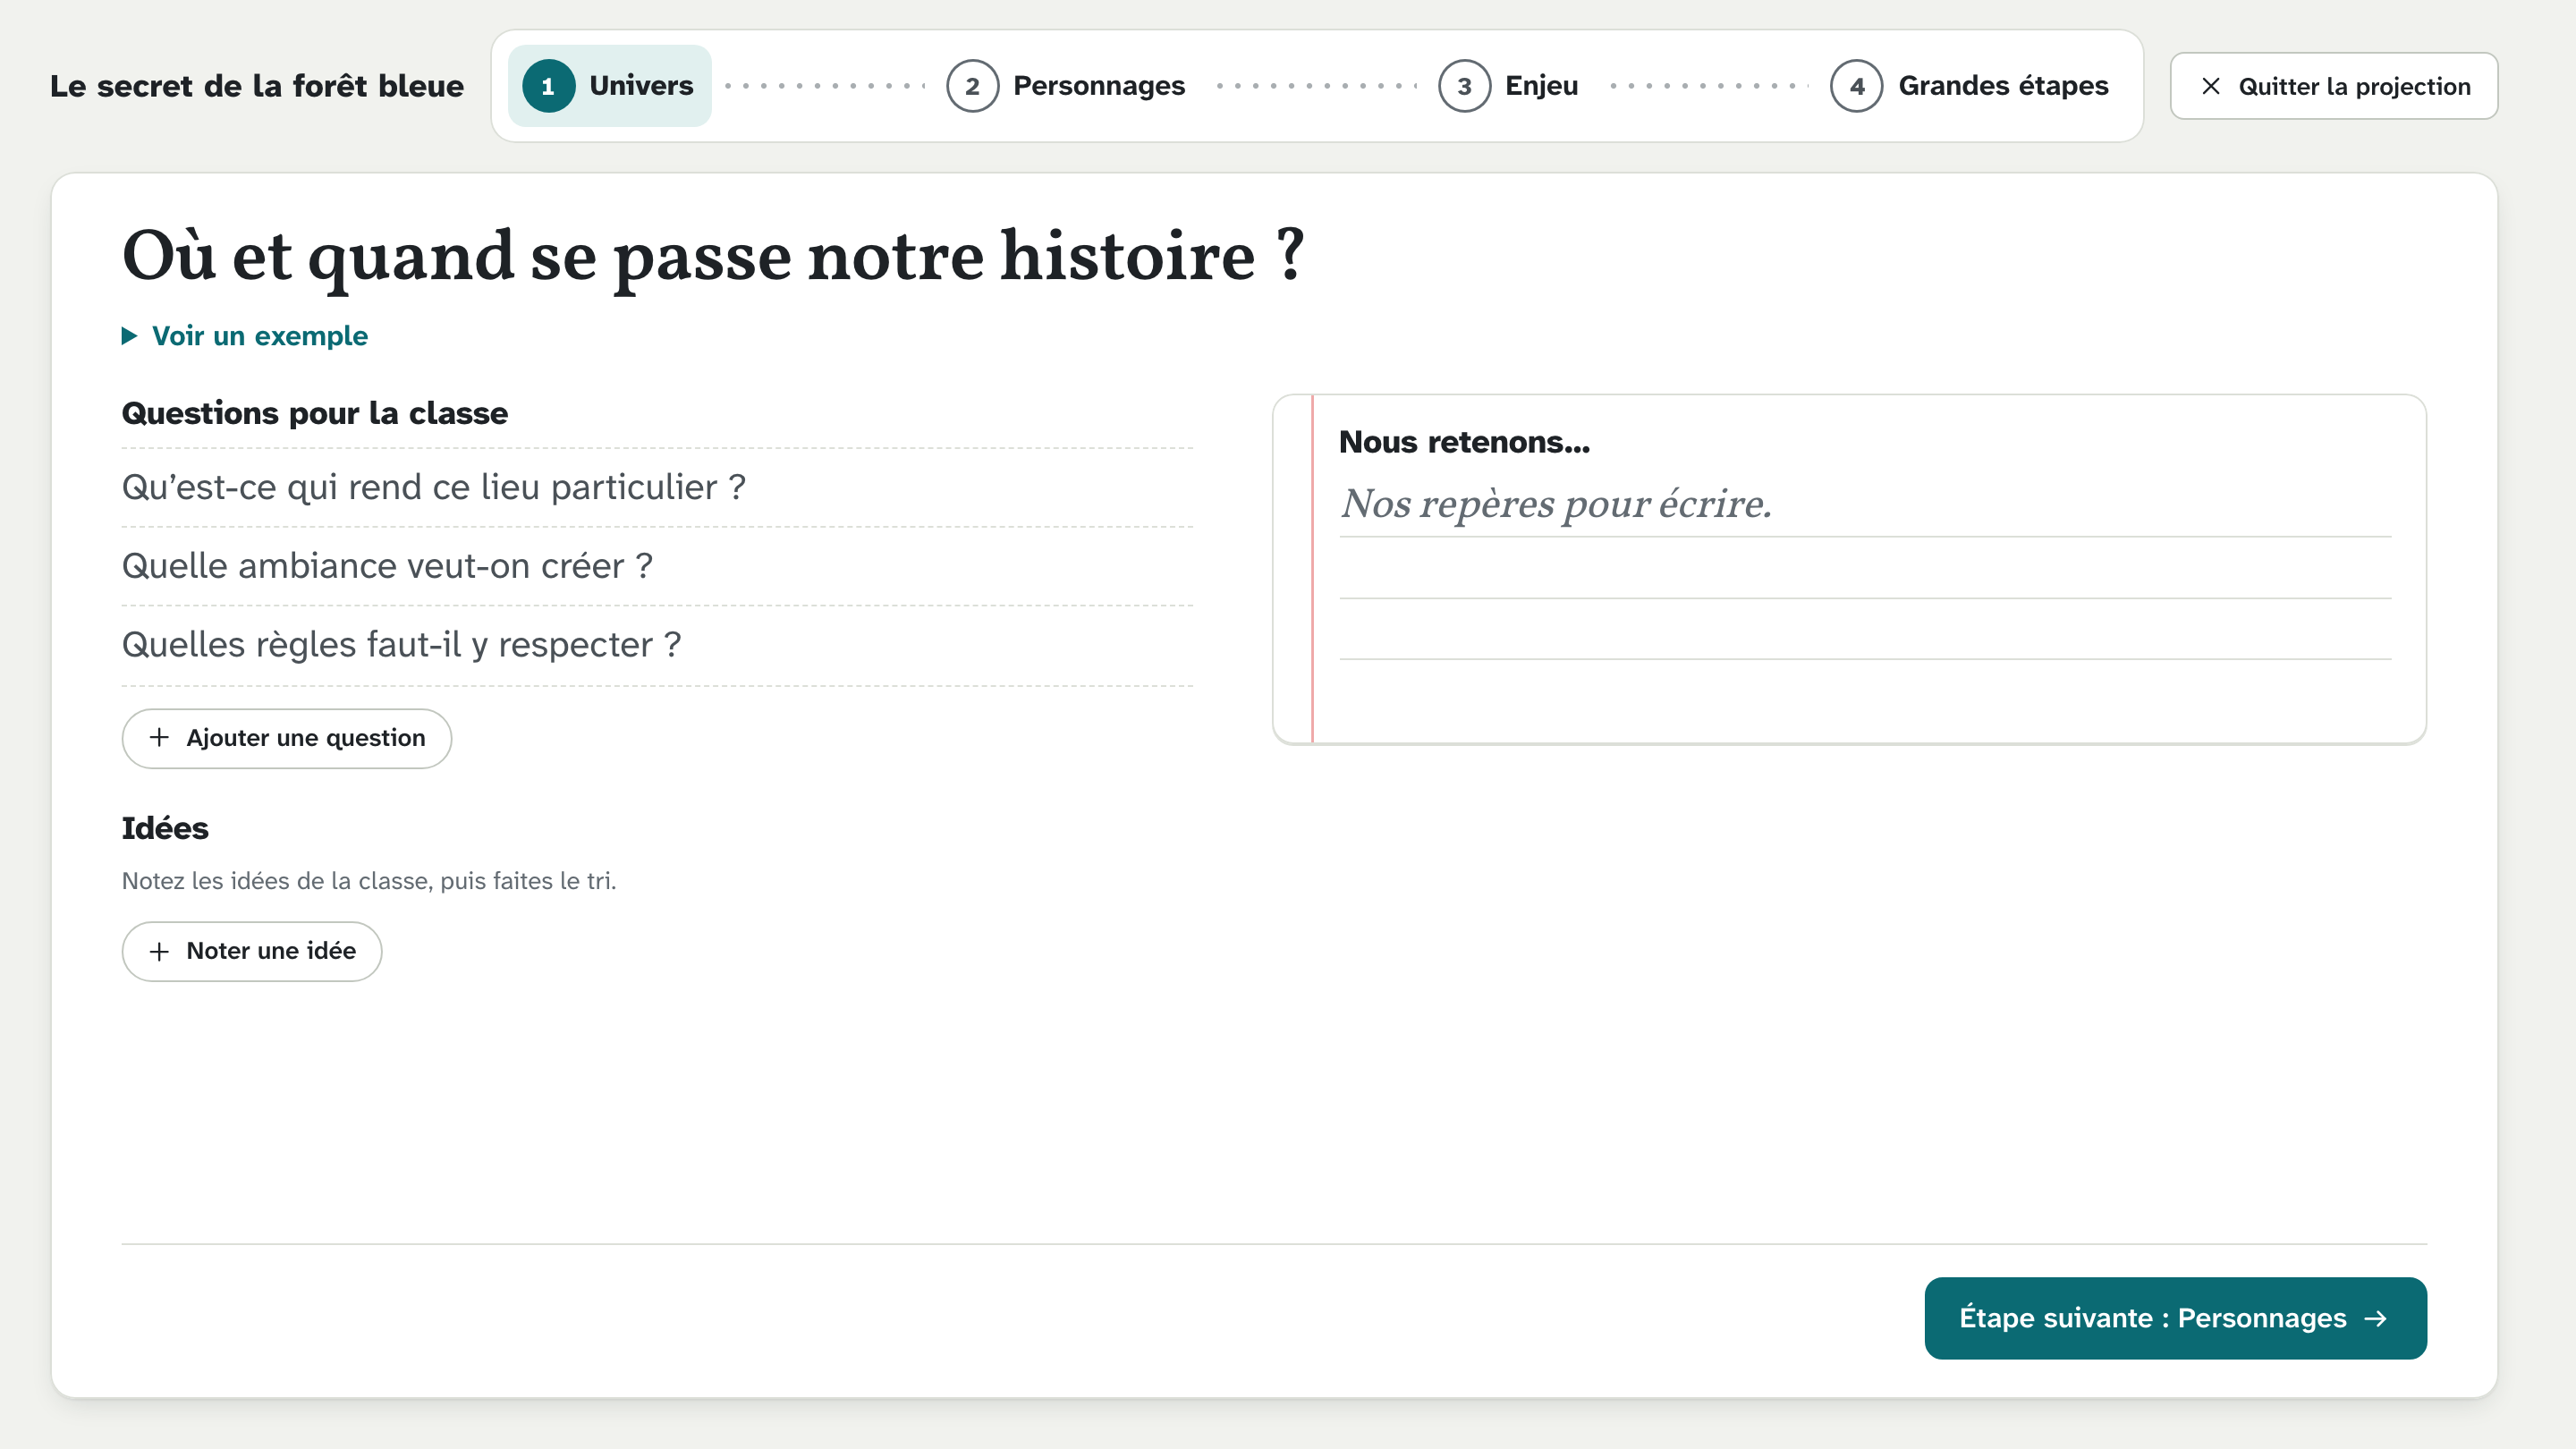 Le secret de la forêt bleue
1 Univers
2 Personnages
3 Enjeu
4 Grandes étapes
Quitter la projection
Où et quand se passe notre histoire ?
Voir un exemple
Questions pour la classe
Qu’est-ce qui rend ce lieu particulier ?
Quelle ambiance veut-on créer ?
Quelles règles faut-il y respecter ?
Ajouter une question
Idées
Notez les idées de la classe, puis faites le tri.
Noter une idée
Nous retenons...
Nos repères pour écrire.
Étape suivante : Personnages →